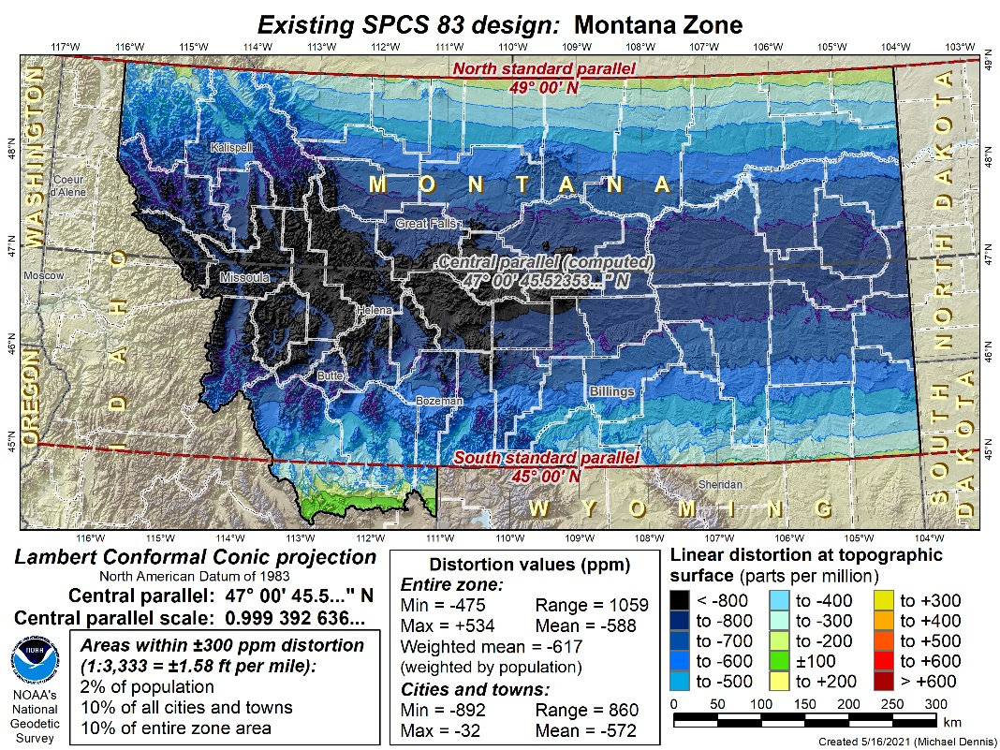 Existing SPCS 83 design: Montana Zone
117°W 116°W 115°W 114°W 113°W 112°W 111°W 110°W 109°W 108°W 107°W 106°W 105°W 104°W 103°W
49°N
North standard parallel
49° 00' N
WASHINGTON
NORTH DAKOTA
48°N
Kalispell
48°N
Coeur
d'Alene
MONTANA
Great Falls
47°N
IDAHO
Central parallel (computed)
47° 00' 45.52353..." N
47°N
Moscow
Missoula
Helena
46°N
46°N
OREGON
Butte
Bozeman
Billings
SOUTH DAKOTA
45°N
South standard parallel
45° 00' N
45°N
Sheridan
WYOMING
116°W 115°W 114°W 113°W 112°W 111°W 110°W 109°W 108°W 107°W 106°W 105°W 104°W
Lambert Conformal Conic projection
North American Datum of 1983
Central parallel: 47° 00' 45.5..." N
Central parallel scale: 0.999 392 636...
NOAA
NOAA's
National
Geodetic
Survey
Areas within ±300 ppm distortion
(1:3,333 = ±1.58 ft per mile):
2% of population
10% of all cities and towns
10% of entire zone area
Distortion values (ppm)
Entire zone:
Min = -475 Range = 1059
Max = +534 Mean = -588
Weighted mean = -617
(weighted by population)
Cities and towns:
Min = -892 Range = 860
Max = -32 Mean = -572
Linear distortion at topographic
surface (parts per million)
< -800 to -400 to +300
to -800 to -300 to +400
to -700 to -200 to +500
to -600 ±100 to +600
to -500 to +200 > +600
0 50 100 150 200 250 300
km
Created 5/16/2021 (Michael Dennis)